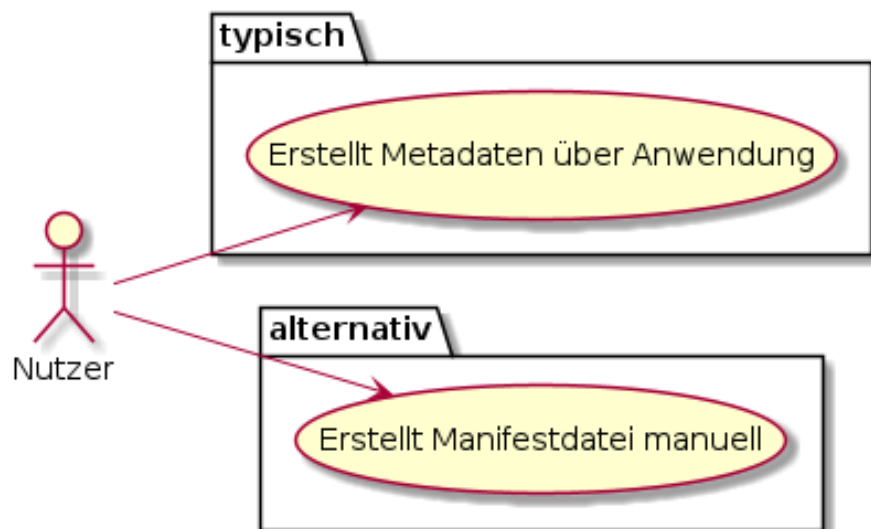 typisch
Erstellt Metadaten über Anwendung
Nutzer
alternativ
Erstellt Manifestdatei manuell